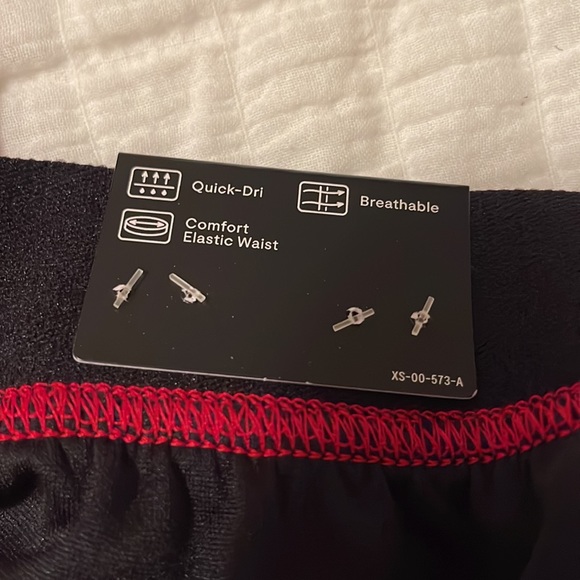 Quick-Dri
Breathable
Comfort
Elastic Waist
XS-00-573-A